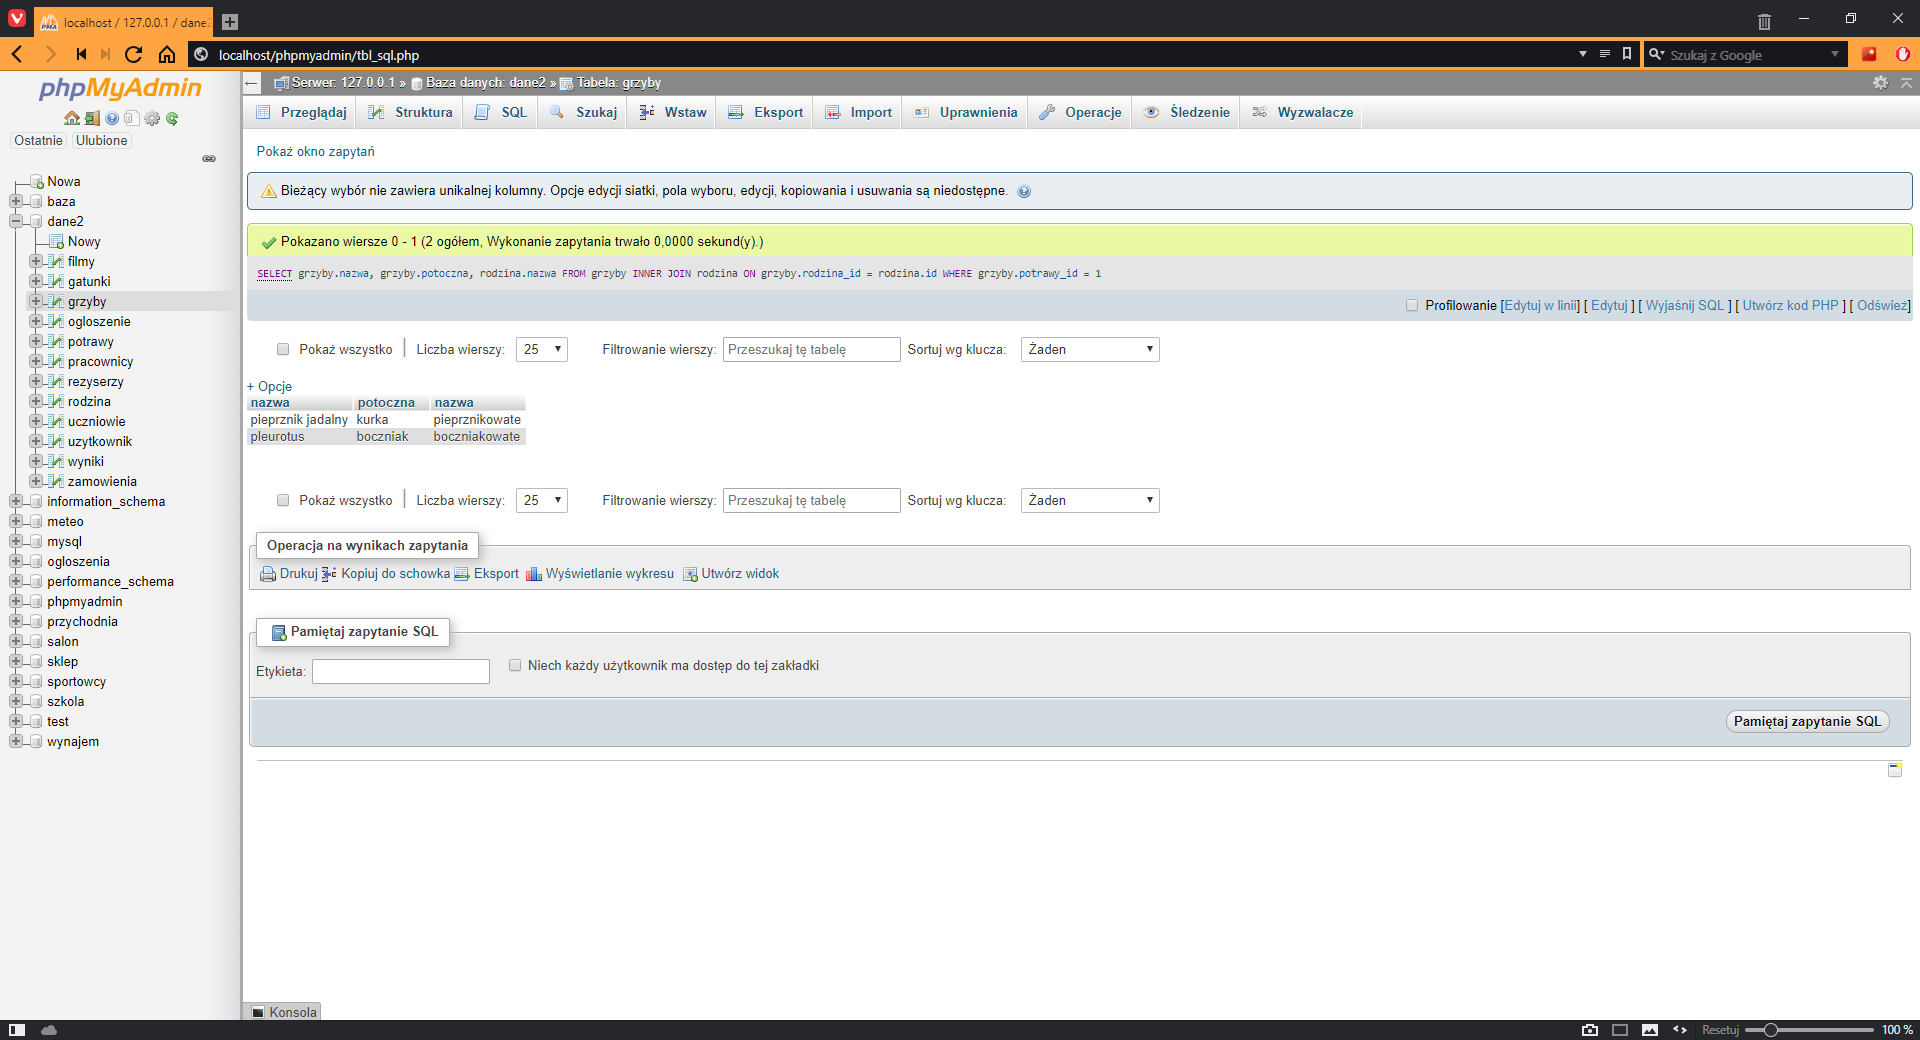 localhost / 127.0.0.1 / dane2
localhost/phpmyadmin/tbl_sql.php
Szukaj z Google
phpMyAdmin
Serwer: 127.0.0.1 » Baza danych: dane2 » Tabela: grzyby
Przeglądaj Struktura SQL Szukaj Wstaw Eksport Import Uprawnienia Operacje Śledzenie Wyzwalacze
Ostatnie Ulubione
Nowa
baza
dane2
Nowy
filmy
gatunki
grzyby
ogloszenie
potrawy
pracownicy
rezyserzy
rodzina
uczniowie
uzytkownik
wyniki
zamowienia
information_schema
meteo
mysql
ogloszenia
performance_schema
phpmyadmin
przychodnia
salon
sklep
sportowcy
szkola
test
wynajem
Pokaż okno zapytań
Bieżący wybór nie zawiera unikalnej kolumny. Opcje edycji siatki, pola wyboru, edycji, kopiowania i usuwania są niedostępne.
Pokazano wiersze 0 - 1 (2 ogółem, Wykonanie zapytania trwało 0,0000 sekund(y).)
SELECT grzyby.nazwa, grzyby.potoczna, rodzina.nazwa FROM grzyby INNER JOIN rodzina ON grzyby.rodzina_id = rodzina.id WHERE grzyby.potrawy_id = 1
Profilowanie [Edytuj w linii] [ Edytuj ] [ Wyjaśnij SQL ] [ Utwórz kod PHP ] [ Odśwież]
Pokaż wszystko Liczba wierszy: 25 Filtrowanie wierszy: Przeszukaj tę tabelę Sortuj wg klucza: Żaden
+ Opcje
nazwa potoczna nazwa
pieprznik jadalny kurka pieprznikowate
pleurotus boczniak boczniakowate
Pokaż wszystko Liczba wierszy: 25 Filtrowanie wierszy: Przeszukaj tę tabelę Sortuj wg klucza: Żaden
Operacja na wynikach zapytania
Drukuj Kopiuj do schowka Eksport Wyświetlanie wykresu Utwórz widok
Pamiętaj zapytanie SQL
Etykieta: Niech każdy użytkownik ma dostęp do tej zakładki
Pamiętaj zapytanie SQL
Konsola
Resetuj 100 %